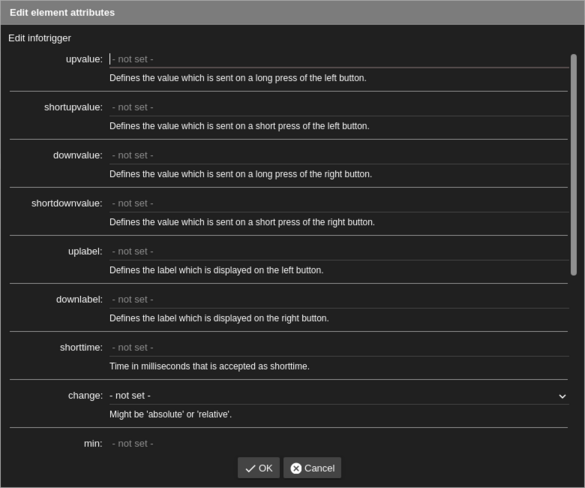 Edit element attributes
Edit infotrigger
upvalue: - not set -
Defines the value which is sent on a long press of the left button.
shortupvalue: - not set -
Defines the value which is sent on a short press of the left button.
downvalue: - not set -
Defines the value which is sent on a long press of the right button.
shortdownvalue: - not set -
Defines the value which is sent on a short press of the right button.
uplabel: - not set -
Defines the label which is displayed on the left button.
downlabel: - not set -
Defines the label which is displayed on the right button.
shorttime: - not set -
Time in milliseconds that is accepted as shorttime.
change: - not set -
Might be 'absolute' or 'relative'.
min: - not set -
OK Cancel